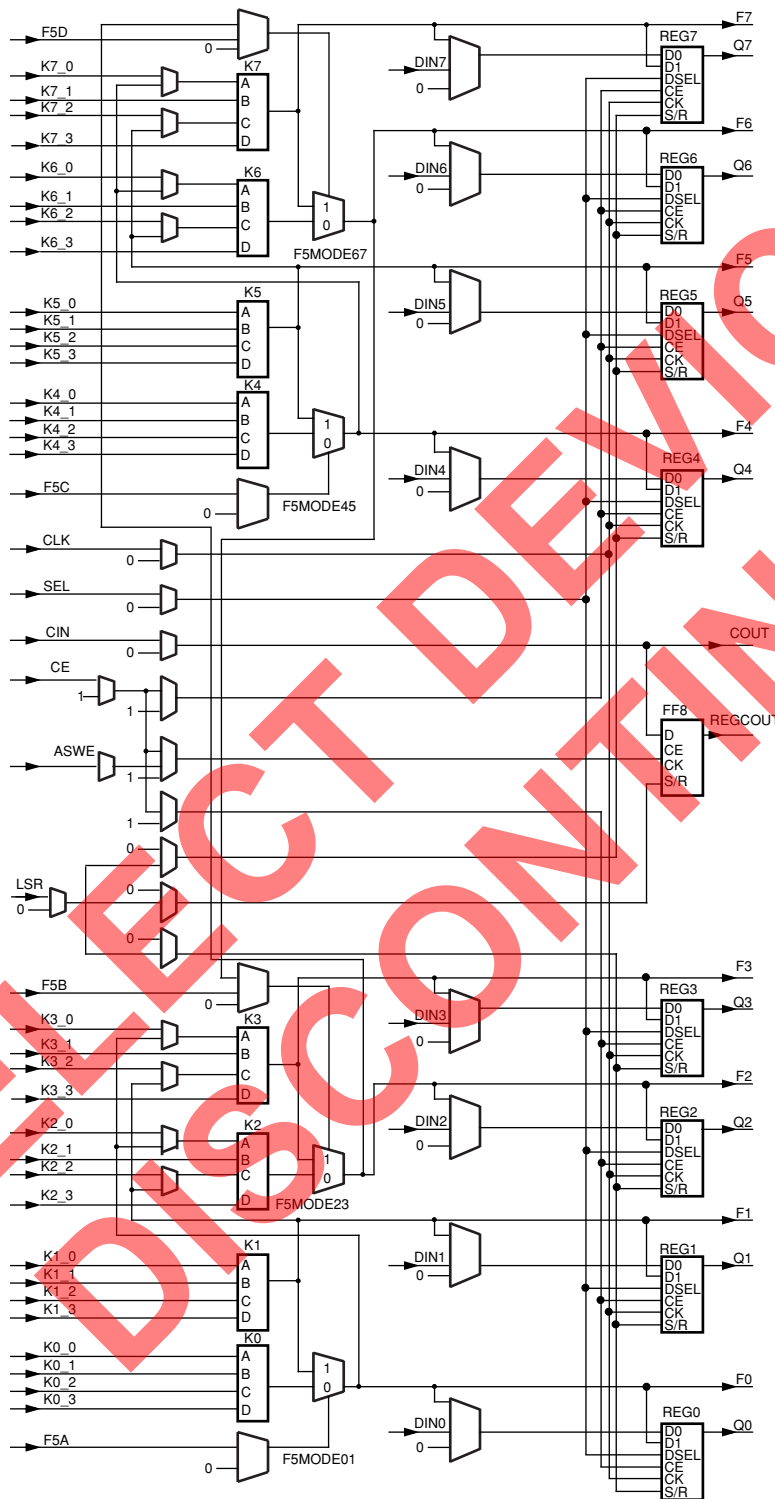 F7
F5D
REG7
0
K7
Q7
K7_0
D0
D1
DIN7
A
DSEL
K7_1
B
0
CE
K7_2
CK
C
S/R
K7_3
D
F6
K6_0
K6
REG6
A
D0
Q6
DIN6
D1
K6_1
B
0
DSEL
K6_2
C
1
CE
CK
0
S/R
K6_3
D
F5MODE67
F5
K5
REG5
K5_0
A
DIN5
D0
Q5
K5_1
B
0
D1
K5_2
C
DSEL
K5_3
D
CE
CK
K4
S/R
K4_0
A
K4_1
B
1
F4
K4_2
C
0
REG4
K4_3
D
DIN4
D0
Q4
0
D1
F5C
DSEL
0
F5MODE45
CE
CK
CLK
S/R
0
SEL
0
CIN
COUT
0
CE
1
1
FF8
REGCOUT
D
ASWE
CE
CK
1
S/R
1
0
LSR
0
0
0
F3
F5B
REG3
0
K3_0
K3
D0
Q3
A
DIN3
D1
K3_1
B
0
DSEL
K3_2
C
CE
CK
S/R
K3_3
D
F2
K2_0
K2
REG2
A
DIN2
D0
Q2
K2_1
B
1
0
D1
K2_2
C
0
DSEL
CE
K2_3
D
CK
F5MODE23
S/R
F1
K1
REG1
K1_0
A
DIN1
D0
Q1
K1_1
B
0
D1
K1_2
C
DSEL
K1_3
D
CE
CK
K0
S/R
K0_0
A
K0_1
B
1
F0
K0_2
C
0
REG0
K0_3
D
DIN0
D0
Q0
F5A
0
D1
0
F5MODE01
DSEL
CE
CK
S/R